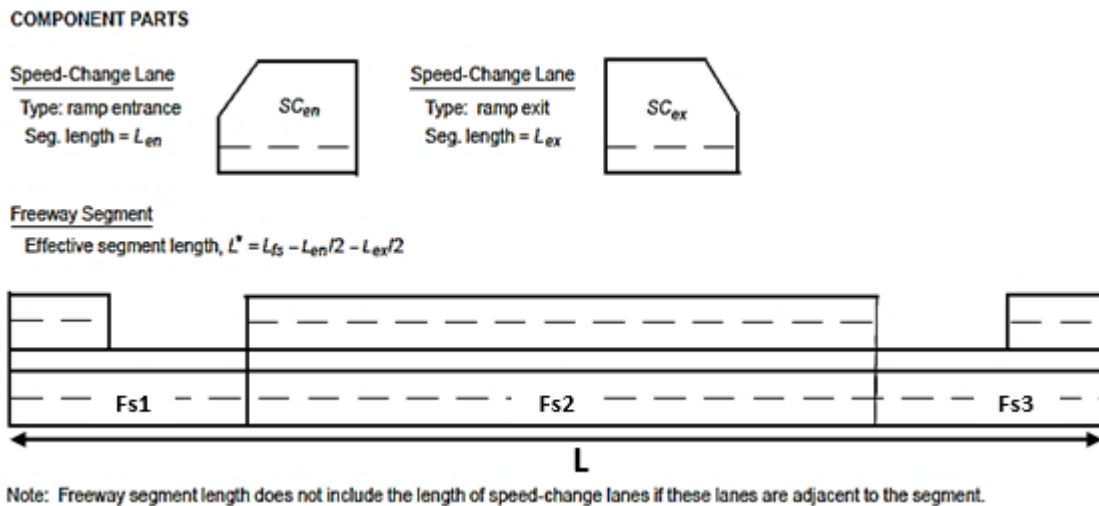 COMPONENT PARTS
Speed-Change Lane
Type: ramp entrance
Seg. length = Len
SCen
Speed-Change Lane
Type: ramp exit
Seg. length = Lex
SCex
Freeway Segment
Effective segment length, L* = Lfs – Len/2 – Lex/2
Fs1
Fs2
Fs3
L
Note: Freeway segment length does not include the length of speed-change lanes if these lanes are adjacent to the segment.